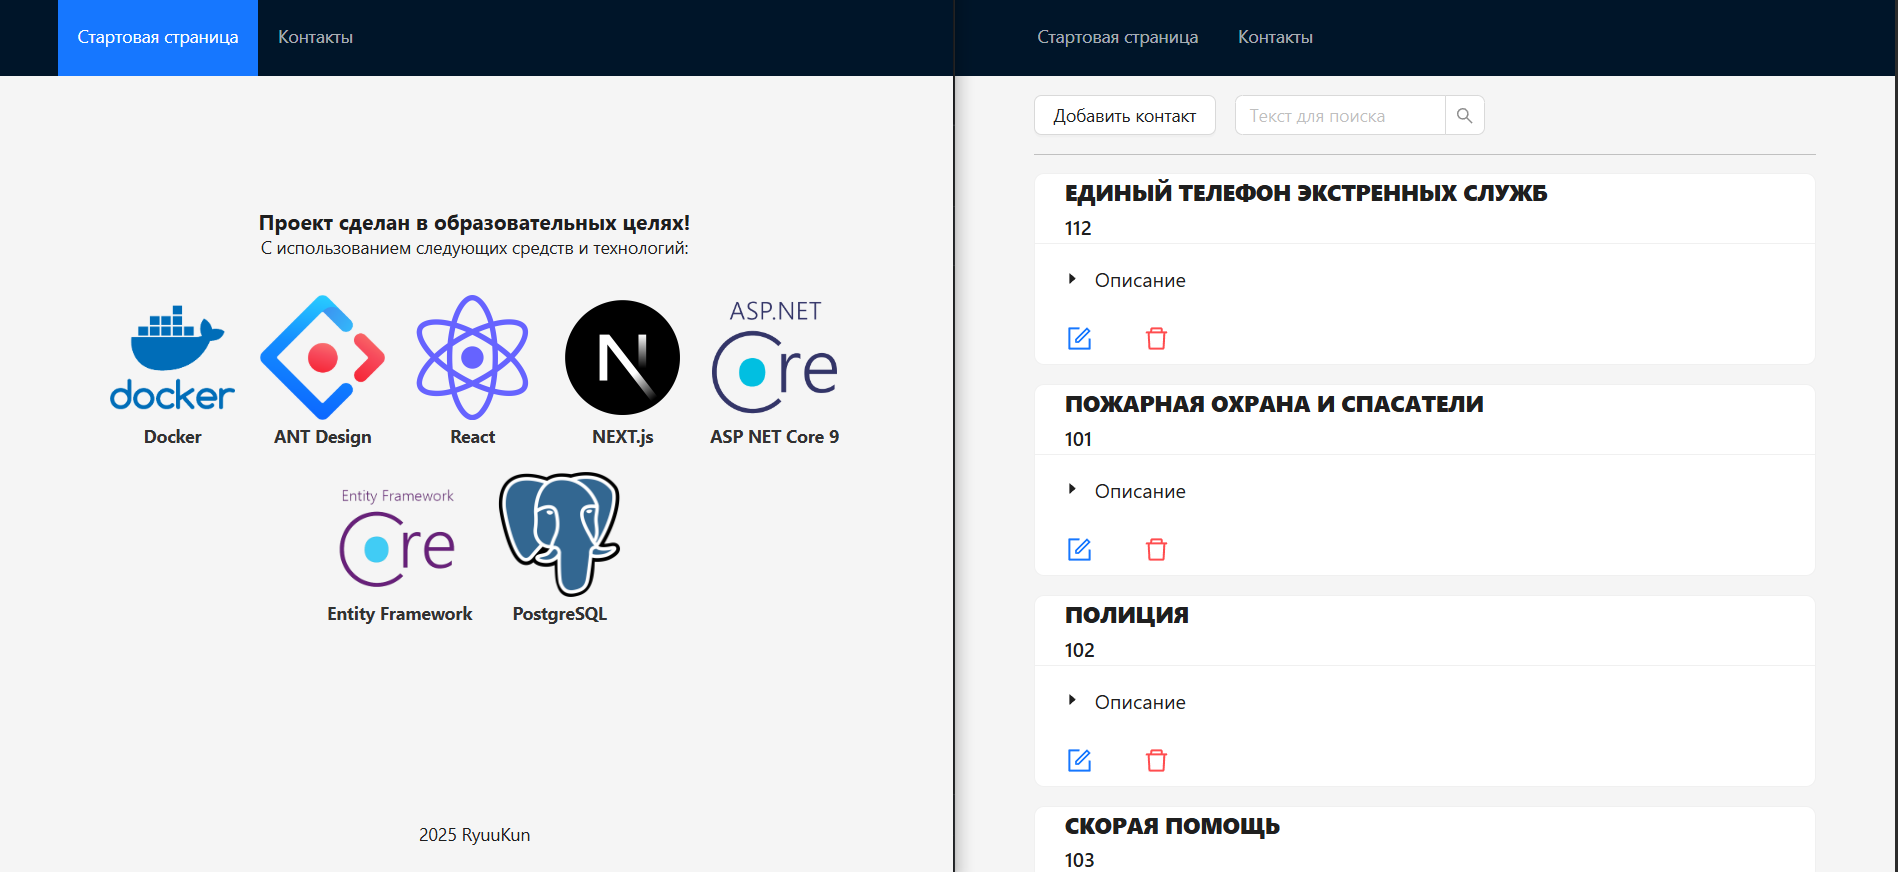 Стартовая страница
Контакты
Проект сделан в образовательных целях!
С использованием следующих средств и технологий:
docker
ASP.NET
Core
Docker
ANT Design
React
NEXT.js
ASP NET Core 9
Entity Framework
Core
Entity Framework
PostgreSQL
2025 RyuuKun
Стартовая страница
Контакты
Добавить контакт
Текст для поиска
ЕДИНЫЙ ТЕЛЕФОН ЭКСТРЕННЫХ СЛУЖБ
112
Описание
ПОЖАРНАЯ ОХРАНА И СПАСАТЕЛИ
101
Описание
ПОЛИЦИЯ
102
Описание
СКОРАЯ ПОМОЩЬ
103